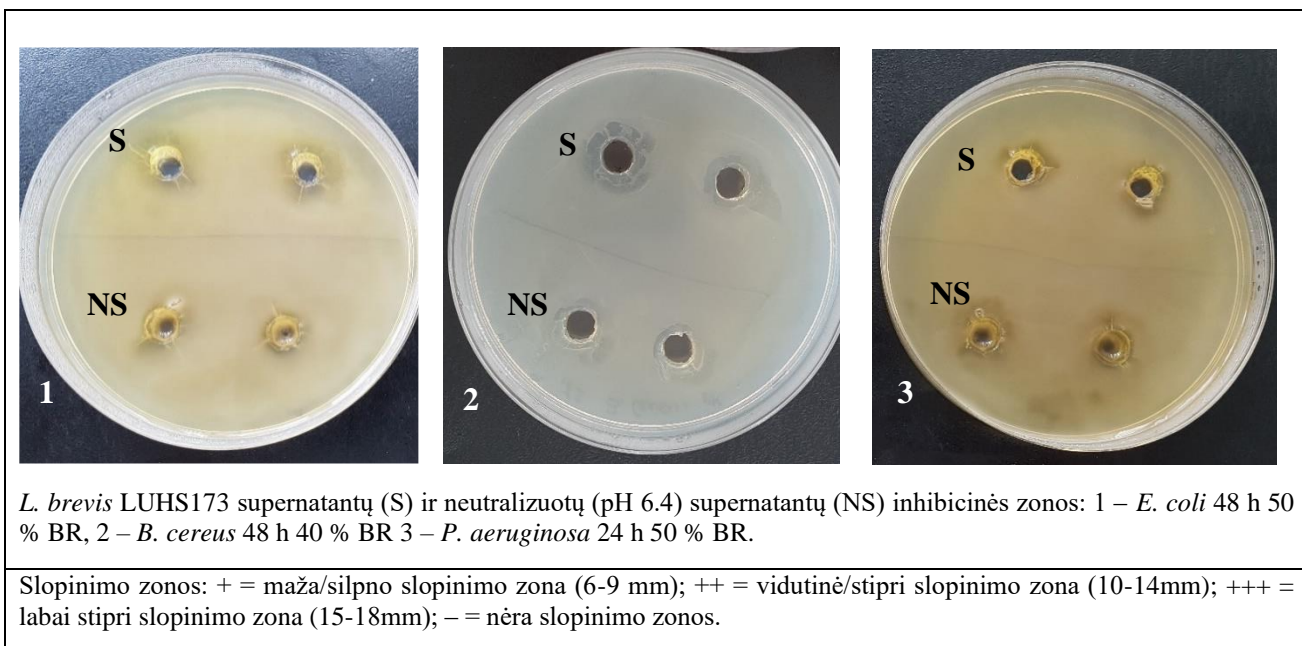 S
NS
1
S
NS
2
S
NS
3
L. brevis LUHS173 supernatantų (S) ir neutralizuotų (pH 6.4) supernatantų (NS) inhibicinės zonos: 1 – E. coli 48 h 50
% BR, 2 – B. cereus 48 h 40 % BR 3 – P. aeruginosa 24 h 50 % BR.
Slopinimo zonos: + = maža/silpno slopinimo zona (6-9 mm); ++ = vidutinė/stipri slopinimo zona (10-14mm); +++ =
labai stipri slopinimo zona (15-18mm); – = nėra slopinimo zonos.